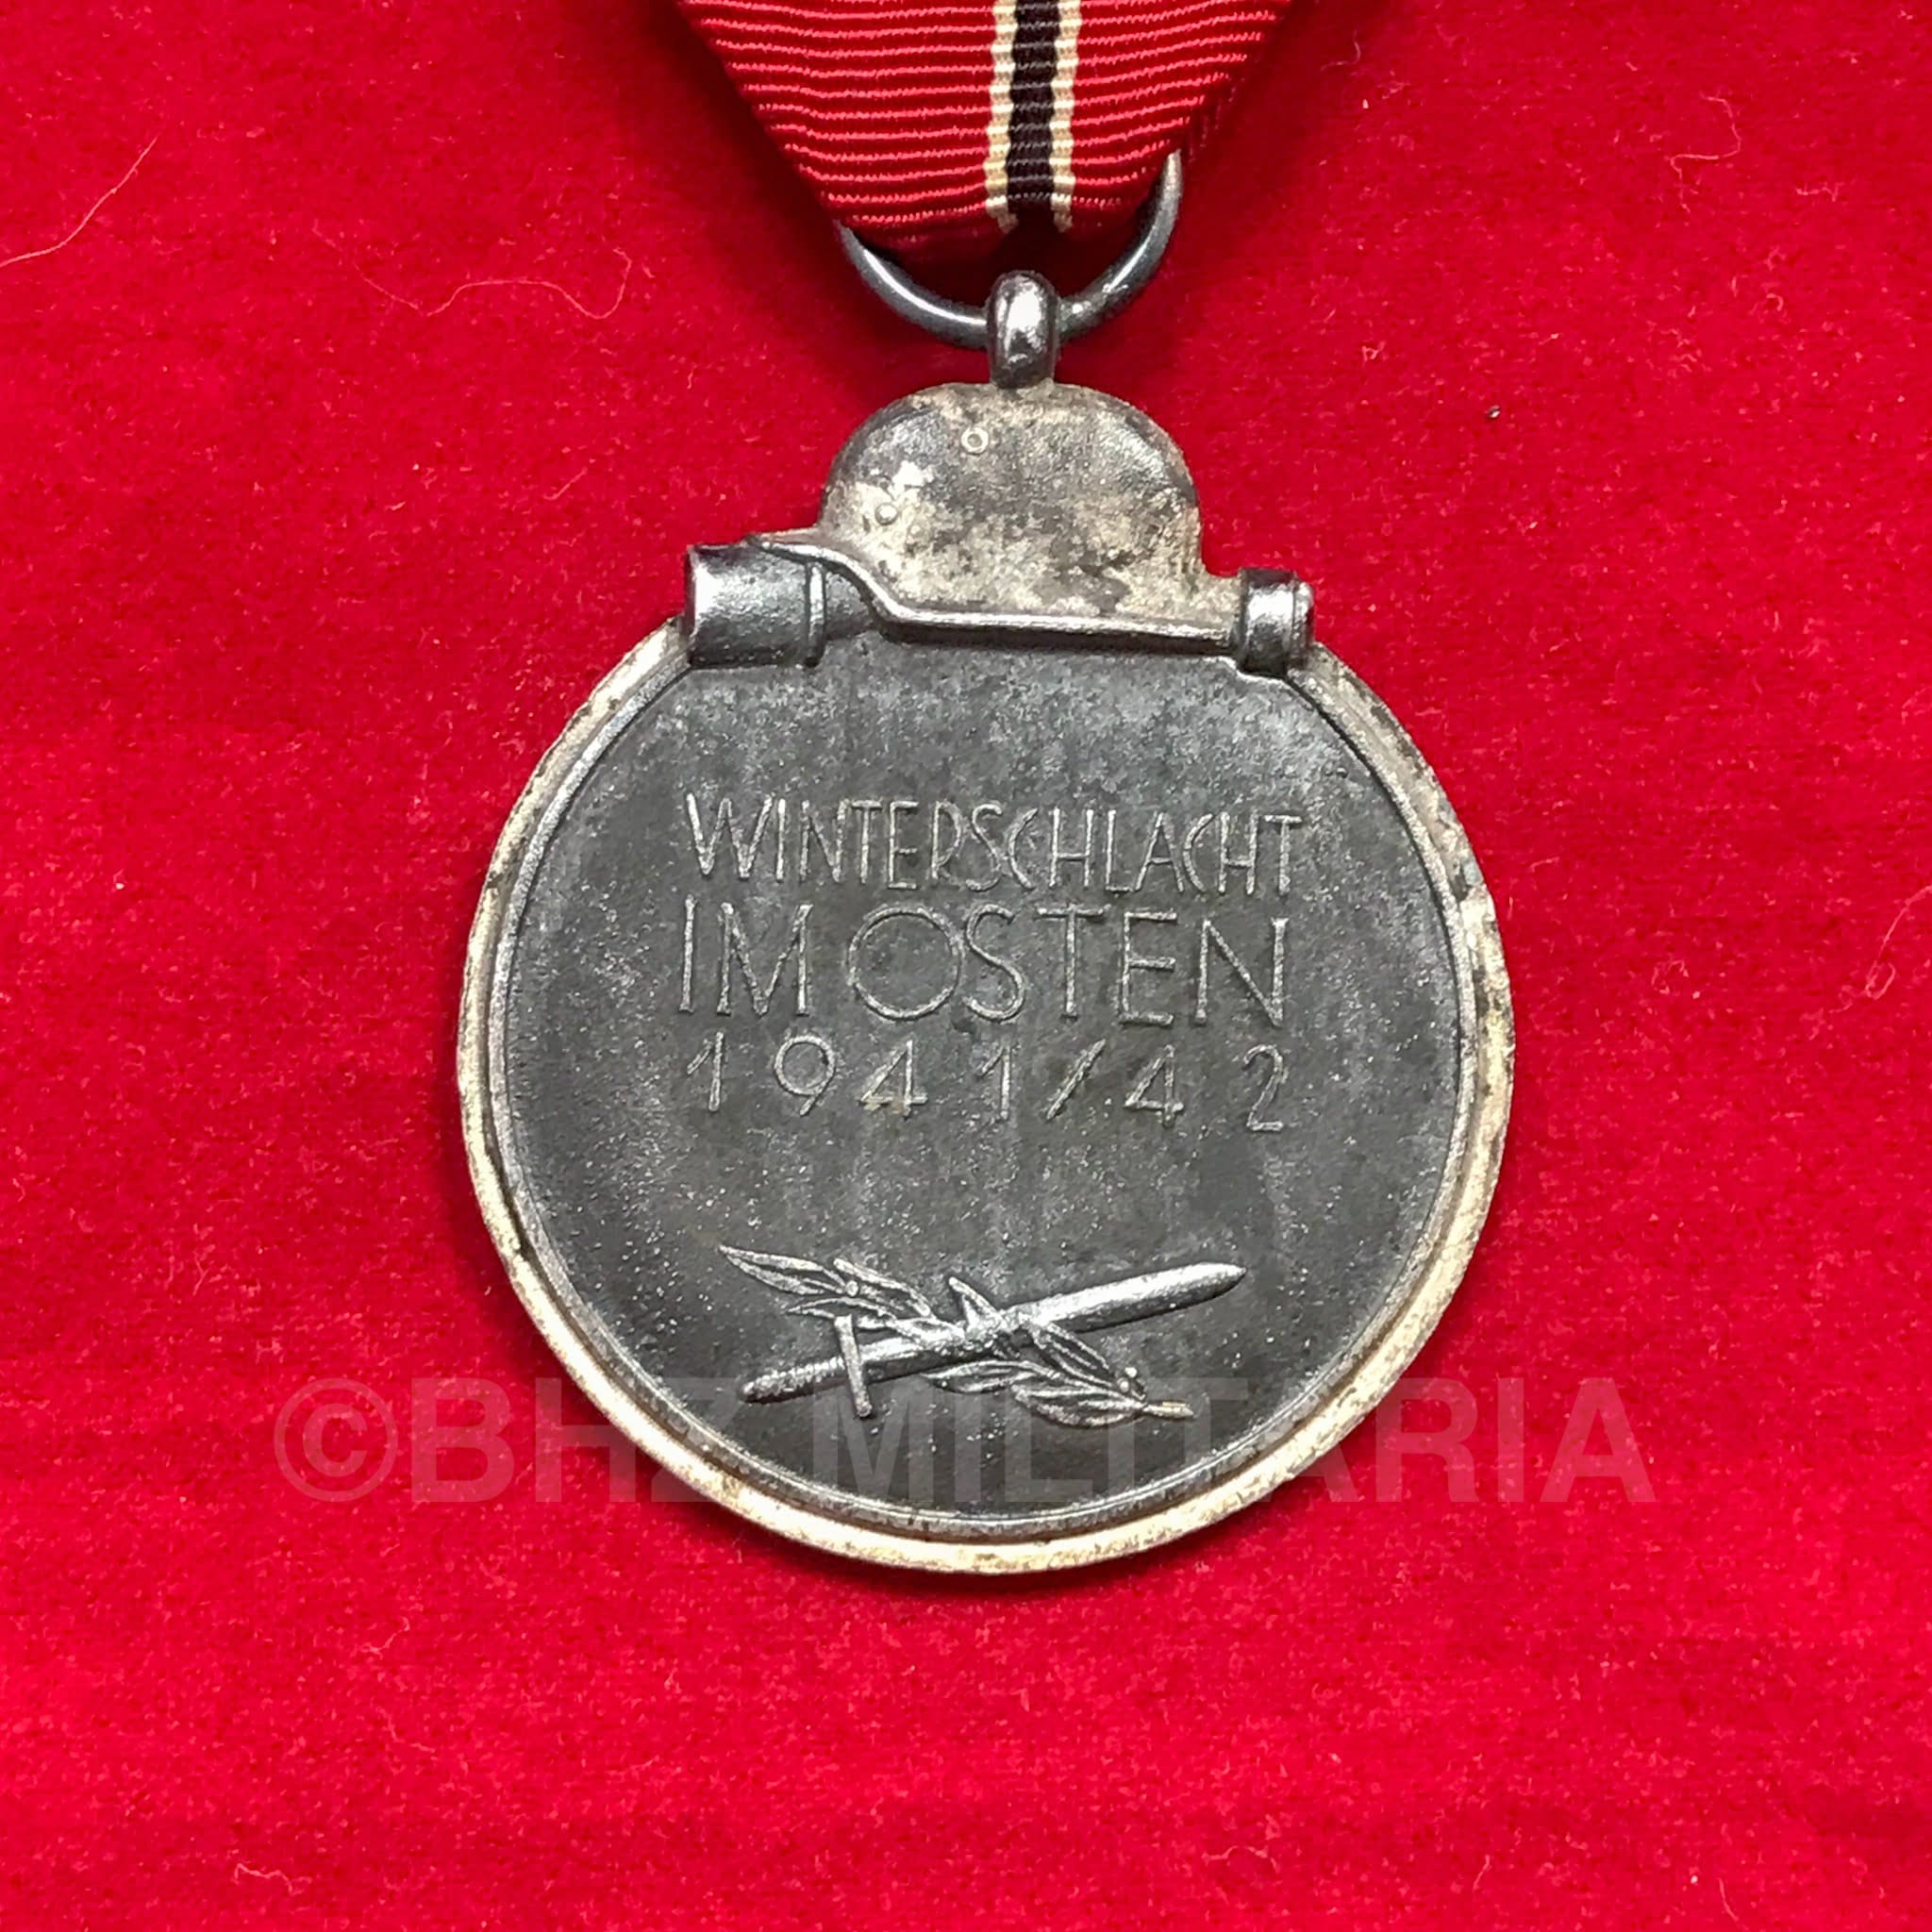 WINTERSCHLACHT
IM OSTEN
1941/42
©BHZ MILITARIA